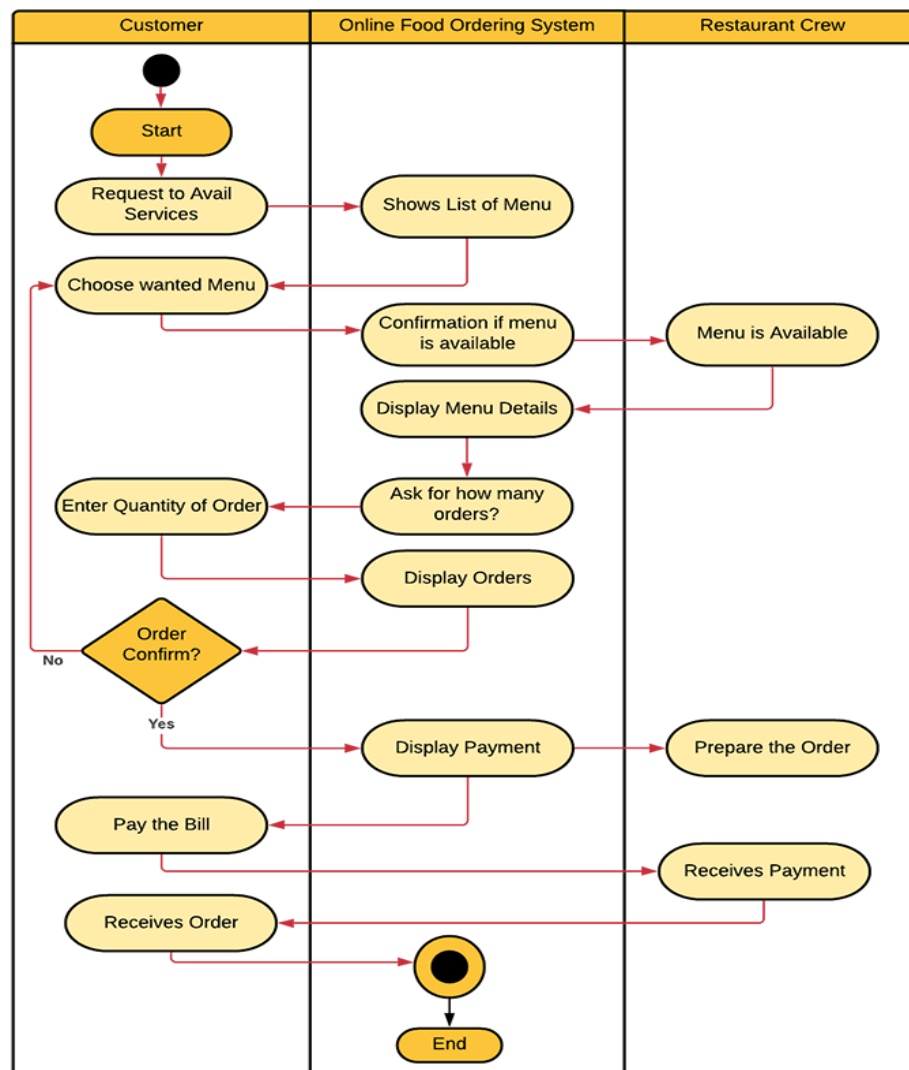 Customer
Online Food Ordering System
Restaurant Crew
Start
Request to Avail
Services
Shows List of Menu
Choose wanted Menu
Confirmation if menu
is available
Menu is Available
Display Menu Details
Ask for how many
orders?
Enter Quantity of Order
Display Orders
Order
Confirm?
No
Yes
Display Payment
Prepare the Order
Pay the Bill
Receives Payment
Receives Order
End